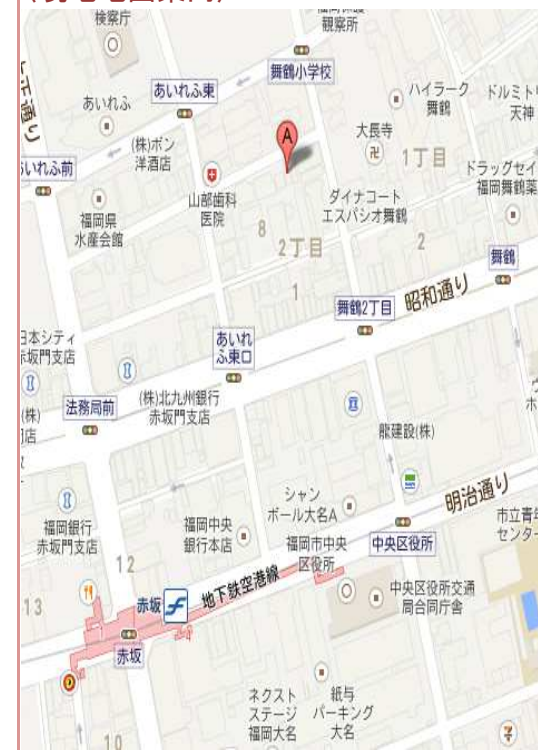 検察庁
観察所
舞鶴小学校
あいれふ東
ハイラーク
舞鶴
ドルミト
天神
あいれふ
A
大長寺
1丁目
(株)ボン
洋酒店
いれふ前
ドラッグセイ
福岡舞鶴薬
山部歯科
医院
ダイナコート
エスパシオ舞鶴
福岡県
水産会館
8
2丁目
2
舞鶴
昭和通り
1
舞鶴2丁目
日本シティ
赤坂門支店
あいれ
ふ東口
(株)北九州銀行
赤坂門支店
法務局前
(株)
龍建設(株)
明治通り
シャン
ボール大名A
福岡銀行
赤坂門支店
福岡中央
銀行本店
福岡市中央
区役所
中央区役所
市立青年
センター
12
13
地下鉄空港線
中央区役所交通
局合同庁舎
赤坂
赤坂
ネクスト
ステージ
福岡大名
紙与
パーキング
大名
10